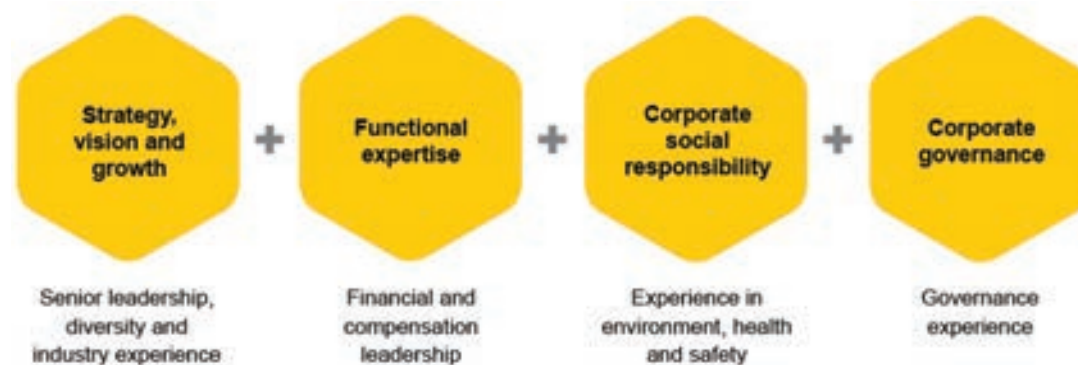 Strategy,
vision and
growth
Functional
expertise
Corporate
social
responsibility
Corporate
governance
Senior leadership,
diversity and
industry experience
Financial and
compensation
leadership
Experience in
environment, health
and safety
Governance
experience